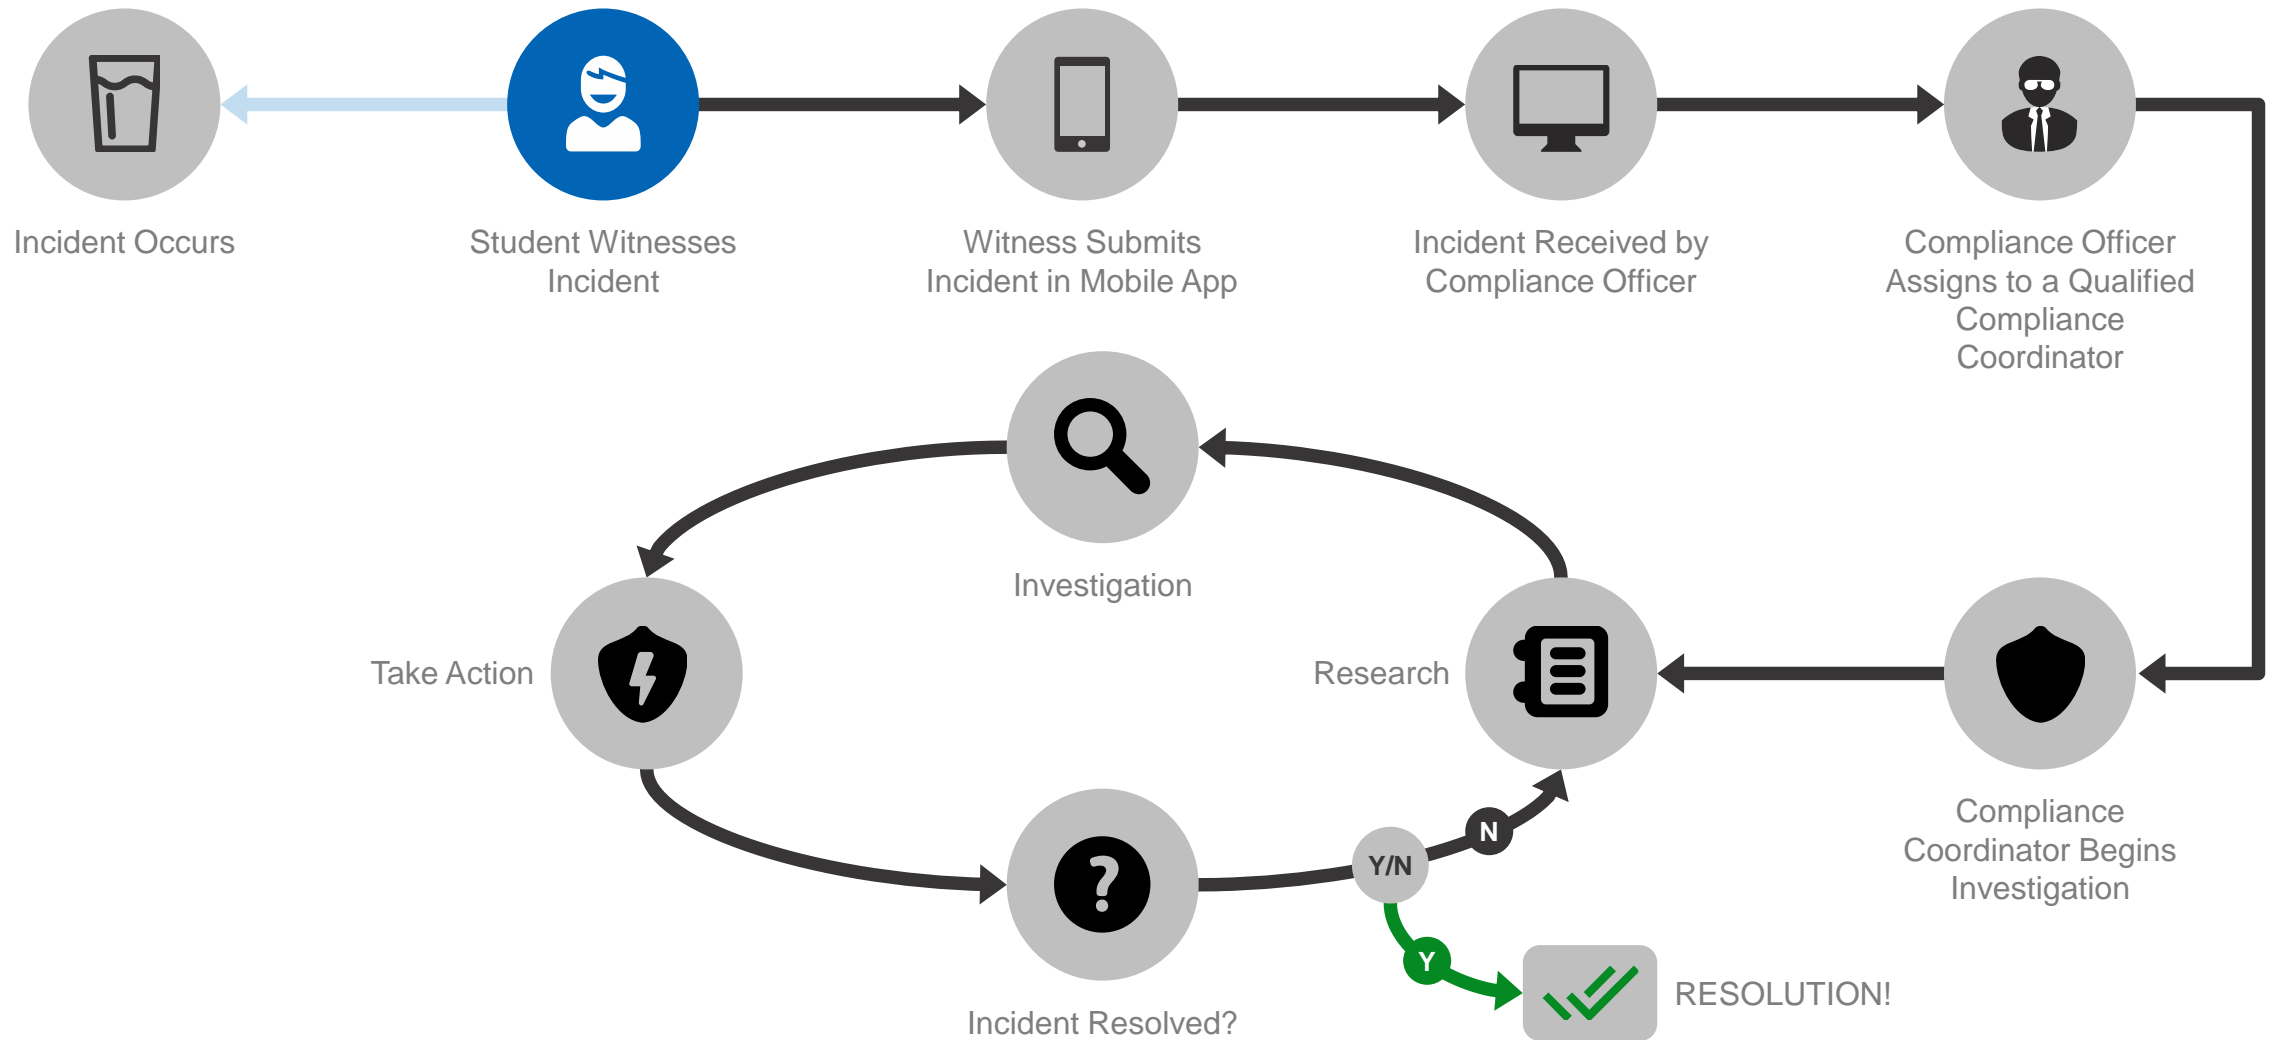 Incident Occurs
Student Witnesses
Incident
Witness Submits
Incident in Mobile App
Incident Received by
Compliance Officer
Compliance Officer
Assigns to a Qualified
Compliance
Coordinator
Investigation
Take Action
Research
Compliance
Coordinator Begins
Investigation
N
Y/N
Y
RESOLUTION!
Incident Resolved?
?